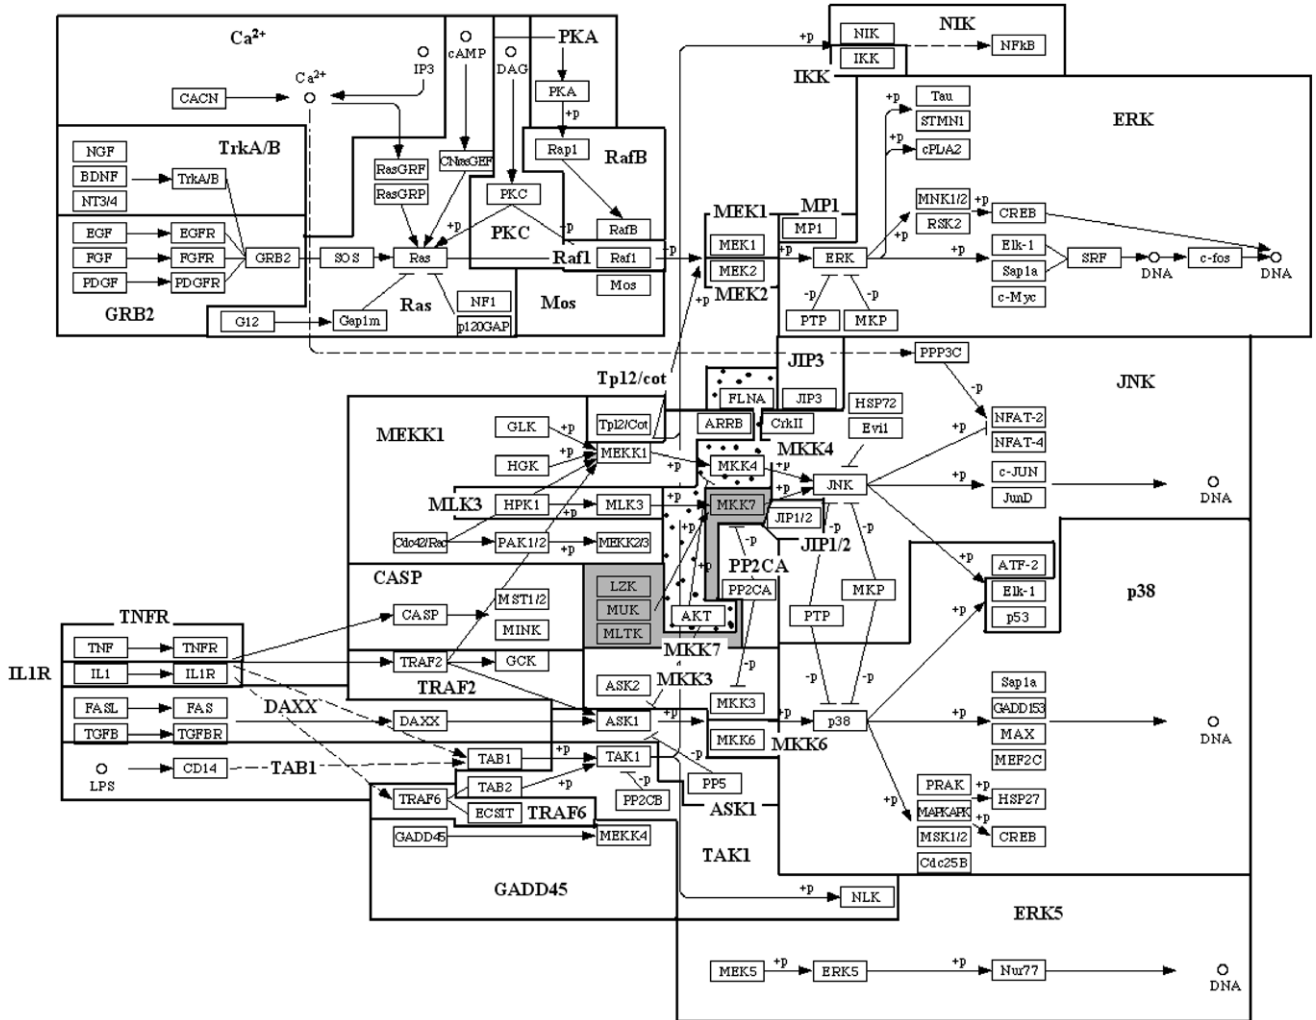 NIK
Ca²⁺
PKA
+p
NIK
NFkB
IKK
IKK
IP3
cAMP
DAG
Ca²⁺
CACN
PKA
+p
ERK
+p
Tau
STMN1
cPLA2
TrkA/B
RafB
NGF
BDNF
NT3/4
TrkA/B
RasGRF
CNrasGEF
Rap1
RasGRP
PKC
+p
MNK1/2
RSK2
CREB
MEK1
MP1
MP1
EGF
EGFR
+p
PKC
-p
RafB
MEK1
+p
+p
Elk-1
FGF
FGFR
GRB2
SOS
Ras
Raf1
Raf1
+p
MEK2
ERK
+p
Sap1a
SRF
DNA
c-fos
DNA
PDGF
PDGFR
Mos
+p
MEK2
c-Myc
GRB2
Ras
NF1
Mos
-p
-p
G12
Gap1m
p120GAP
PTP
MKP
JIP3
PPP3C
JNK
Tpl2/cot
-p
FLNA
JIP3
HSP72
MEKK1
GLK
+p
Tpl2/Cot
ARRB
CrkII
Evi1
+p
NFAT-2
NFAT-4
MKK4
HGK
+p
MEKK1
+p
MKK4
+p
JNK
+p
c-JUN
JunD
DNA
MLK3
HPK1
+p
MLK3
+p
MKK7
+p
JIP1/2
-p
-p
JIP1/2
Cdc42/Rac
PAK1/2
+p
MEKK2/3
-p
PP2CA
+p
ATF-2
CASP
LZK
PP2CA
MKP
Elk-1
p38
MST1/2
MUK
AKT
PTP
+p
p53
TNFR
CASP
MINK
MLTK
TNF
TNFR
MKK7
IL1R
IL1
IL1R
TRAF2
GCK
TRAF2
MKK3
ASK2
-p
-p
-p
Sap1a
FASL
FAS
DAXX
MKK3
GADD153
DAXX
ASK1
+p
+p
p38
+p
MAX
DNA
TGFB
TGFBR
MKK6
MKK6
MEF2C
LPS
CD14
TAB1
TAB1
+p
TAK1
-p
PP5
TAB2
+p
-p
PRAK
+p
HSP27
TRAF6
PP2CB
+p
MAPKAPK
ECSIT
TRAF6
ASK1
+p
GADD45
MEKK4
MSK1/2
CREB
TAK1
Cdc25B
GADD45
+p
NLK
ERK5
MEK5
+p
ERK5
+p
Nur77
DNA